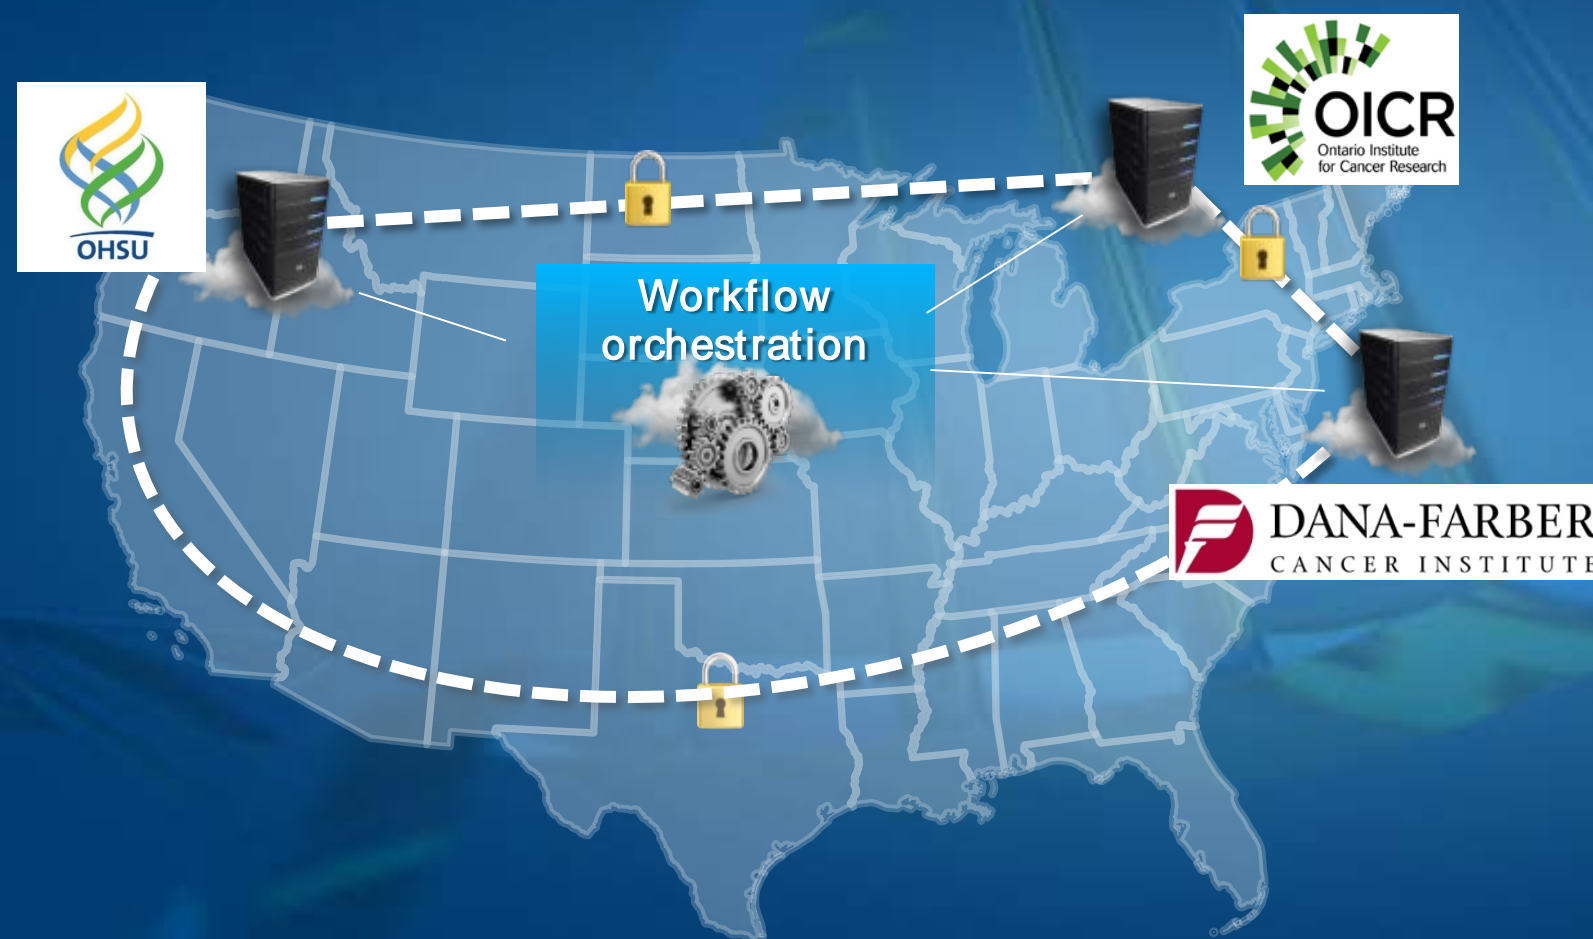 OHSU
OICR
Ontario Institute
for Cancer Research
Workflow
orchestration
DANA-FARBER
CANCER INSTITUTE